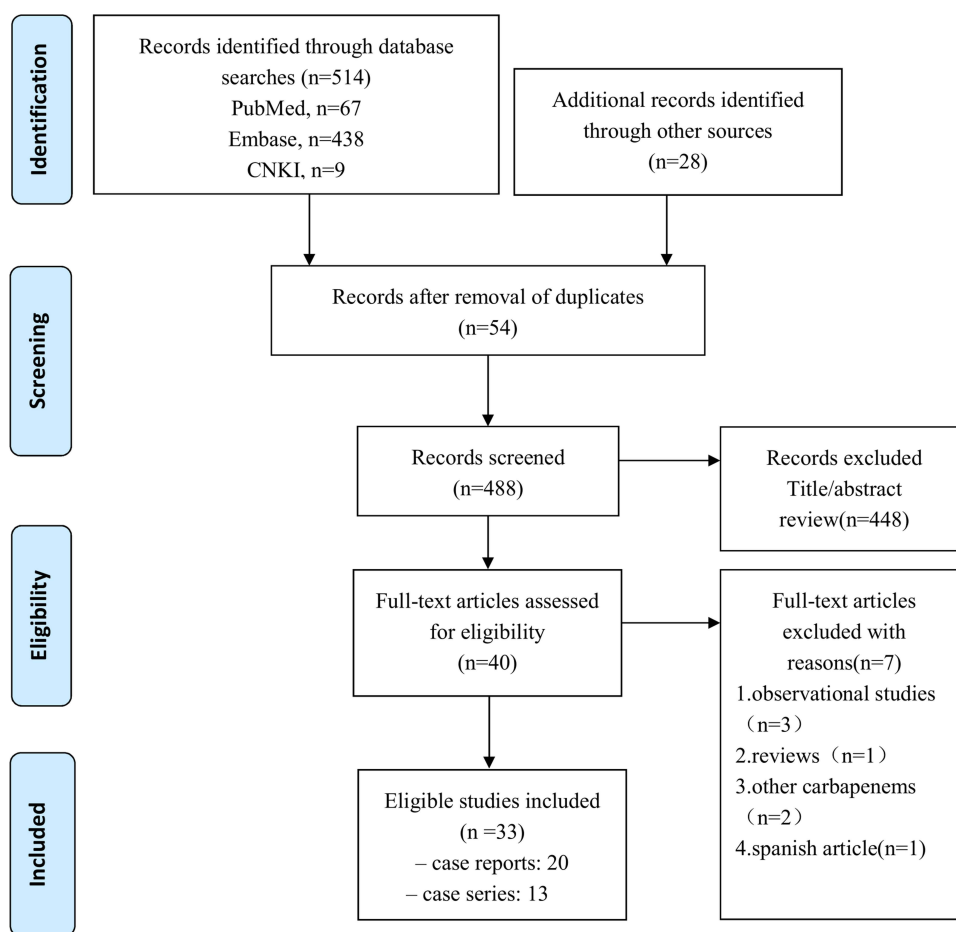 Identification
Records identified through database
searches (n=514)
PubMed, n=67
Embase, n=438
CNKI, n=9
Additional records identified
through other sources
(n=28)
Screening
Records after removal of duplicates
(n=54)
Records screened
(n=488)
Records excluded
Title/abstract
review(n=448)
Eligibility
Full-text articles assessed
for eligibility
(n=40)
Full-text articles
excluded with
reasons(n=7)
1.observational studies
（n=3）
2.reviews（n=1）
3.other carbapenems
（n=2）
4.spanish article(n=1)
Included
Eligible studies included
(n =33)
– case reports: 20
– case series: 13